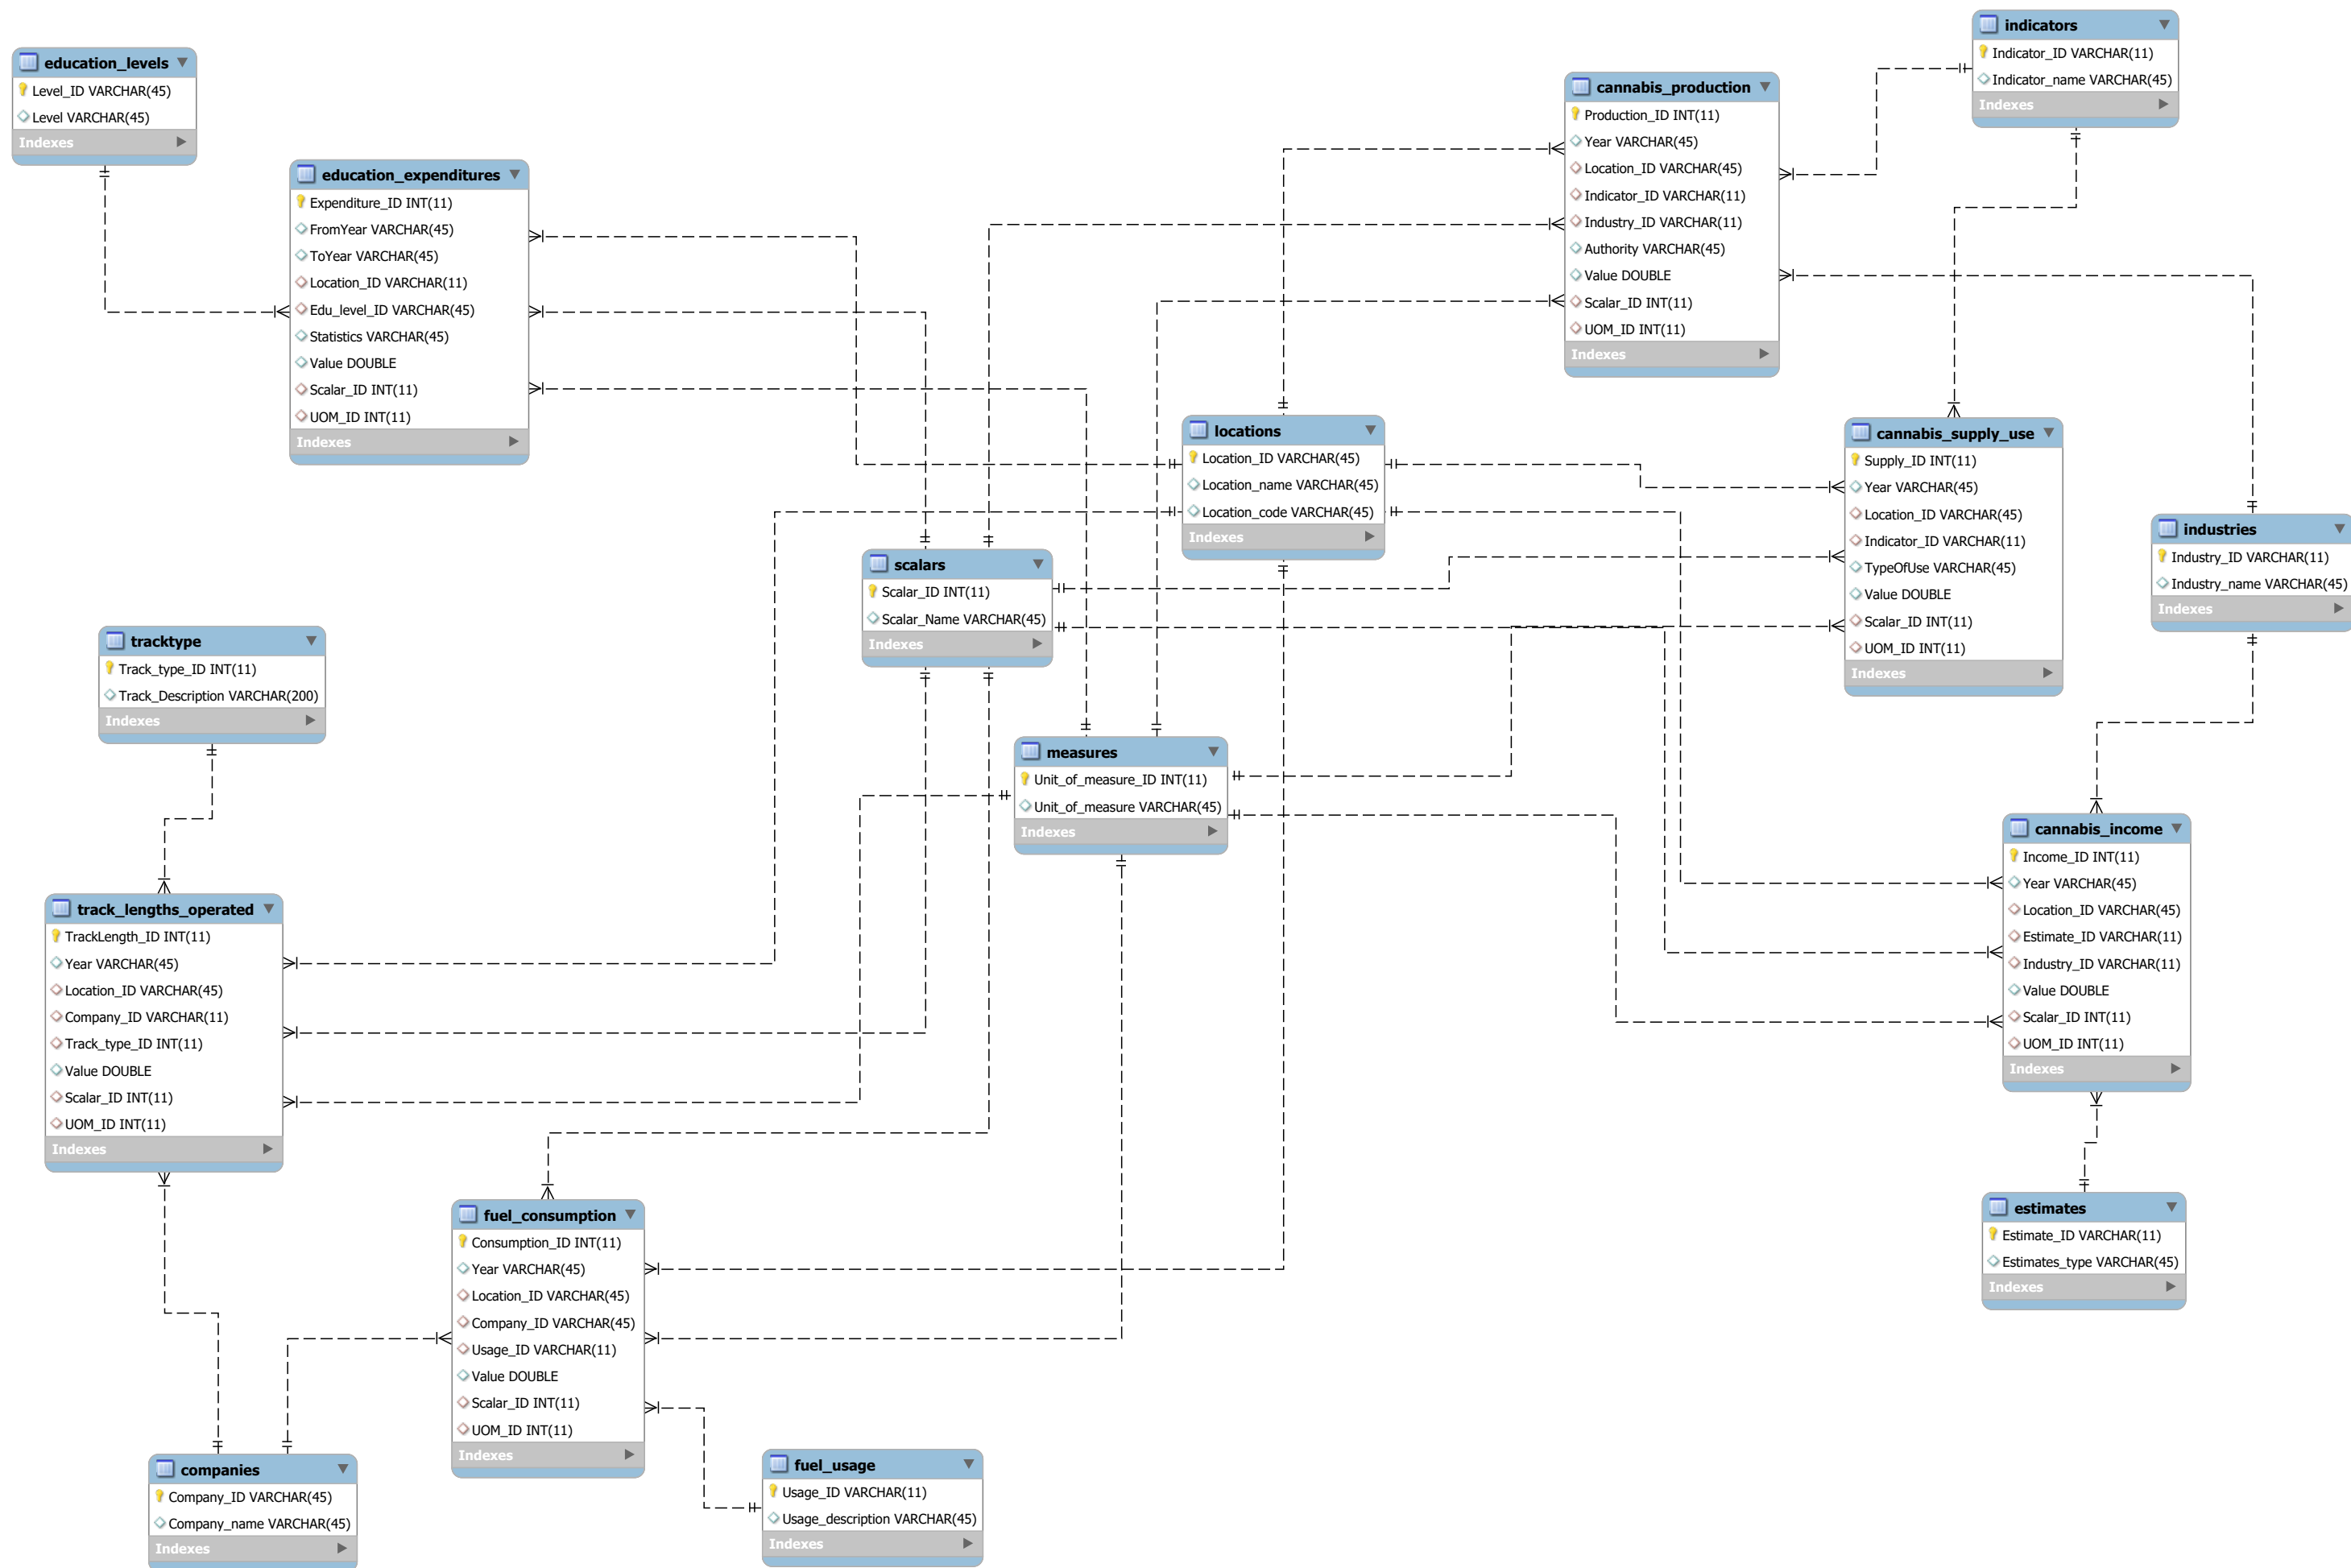 education_levels
Level_ID VARCHAR(45)
Level VARCHAR(45)
Indexes
education_expenditures
Expenditure_ID INT(11)
FromYear VARCHAR(45)
ToYear VARCHAR(45)
Location_ID VARCHAR(11)
Edu_level_ID VARCHAR(45)
Statistics VARCHAR(45)
Value DOUBLE
Scalar_ID INT(11)
UOM_ID INT(11)
Indexes
cannabis_production
Production_ID INT(11)
Year VARCHAR(45)
Location_ID VARCHAR(45)
Indicator_ID VARCHAR(11)
Industry_ID VARCHAR(11)
Authority VARCHAR(45)
Value DOUBLE
Scalar_ID INT(11)
UOM_ID INT(11)
Indexes
indicators
Indicator_ID VARCHAR(11)
Indicator_name VARCHAR(45)
Indexes
locations
Location_ID VARCHAR(45)
Location_name VARCHAR(45)
Location_code VARCHAR(45)
Indexes
cannabis_supply_use
Supply_ID INT(11)
Year VARCHAR(45)
Location_ID VARCHAR(45)
Indicator_ID VARCHAR(11)
TypeOfUse VARCHAR(45)
Value DOUBLE
Scalar_ID INT(11)
UOM_ID INT(11)
Indexes
industries
Industry_ID VARCHAR(11)
Industry_name VARCHAR(45)
Indexes
scalars
Scalar_ID INT(11)
Scalar_Name VARCHAR(45)
Indexes
tracktype
Track_type_ID INT(11)
Track_Description VARCHAR(200)
Indexes
measures
Unit_of_measure_ID INT(11)
Unit_of_measure VARCHAR(45)
Indexes
cannabis_income
Income_ID INT(11)
Year VARCHAR(45)
Location_ID VARCHAR(45)
Estimate_ID VARCHAR(11)
Industry_ID VARCHAR(11)
Value DOUBLE
Scalar_ID INT(11)
UOM_ID INT(11)
Indexes
track_lengths_operated
TrackLength_ID INT(11)
Year VARCHAR(45)
Location_ID VARCHAR(45)
Company_ID VARCHAR(11)
Track_type_ID INT(11)
Value DOUBLE
Scalar_ID INT(11)
UOM_ID INT(11)
Indexes
fuel_consumption
Consumption_ID INT(11)
Year VARCHAR(45)
Location_ID VARCHAR(45)
Company_ID VARCHAR(45)
Usage_ID VARCHAR(11)
Value DOUBLE
Scalar_ID INT(11)
UOM_ID INT(11)
Indexes
estimates
Estimate_ID VARCHAR(11)
Estimates_type VARCHAR(45)
Indexes
companies
Company_ID VARCHAR(45)
Company_name VARCHAR(45)
Indexes
fuel_usage
Usage_ID VARCHAR(11)
Usage_description VARCHAR(45)
Indexes